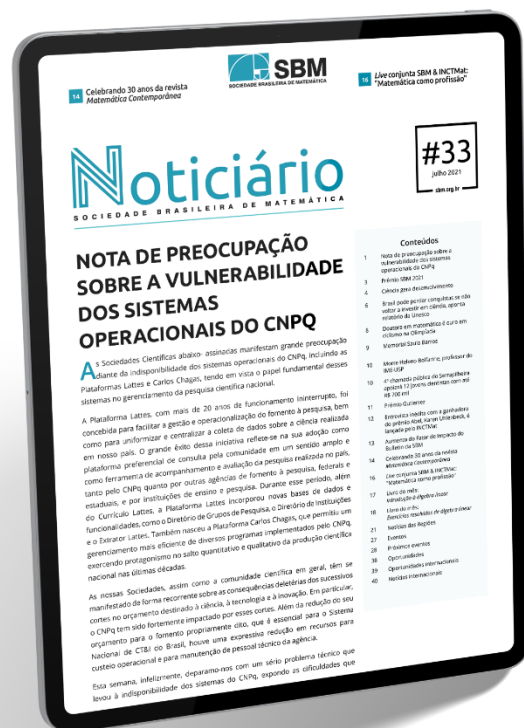 14 Celebrando 30 anos da revista
Matemática Contemporânea
SBM
SOCIEDADE BRASILEIRA DE MATEMÁTICA
16 Live conjunta SBM & INCTMat:
"Matemática como profissão"
Noticiário
SOCIEDADE BRASILEIRA DE MATEMÁTICA
#33
julho 2021
sbm.org.br
NOTA DE PREOCUPAÇÃO
SOBRE A VULNERABILIDADE
DOS SISTEMAS
OPERACIONAIS DO CNPQ
As Sociedades Científicas abaixo- assinadas manifestam grande preocupação
diante da indisponibilidade dos sistemas operacionais do CNPq, incluindo as
Plataformas Lattes e Carlos Chagas, tendo em vista o papel fundamental desses
sistemas no gerenciamento da pesquisa científica nacional.
A Plataforma Lattes, com mais de 20 anos de funcionamento ininterrupto, foi
concebida para facilitar a gestão e operacionalização do fomento à pesquisa, bem
como para uniformizar e centralizar a coleta de dados sobre a ciência realizada
em nosso país. O grande êxito dessa iniciativa reflete-se na sua adoção como
plataforma preferencial de consulta pela comunidade em um sentido amplo e
como ferramenta de acompanhamento e avaliação da pesquisa realizada no país,
tanto pelo CNPq quanto por outras agências de fomento à pesquisa, federais e
estaduais, e por instituições de ensino e pesquisa. Durante esse período, além
do Currículo Lattes, a Plataforma Lattes incorporou novas bases de dados e
funcionalidades, como o Diretório de Grupos de Pesquisa, o Diretório de Instituições
e o Extrator Lattes. Também nasceu a Plataforma Carlos Chagas, que permitiu um
gerenciamento mais eficiente de diversos programas implementados pelo CNPq,
exercendo protagonismo no salto quantitativo e qualitativo da produção científica
nacional nas últimas décadas.
As nossas Sociedades, assim como a comunidade científica em geral, têm se
manifestado de forma recorrente sobre as consequências deletérias dos sucessivos
cortes no orçamento destinado à ciência, à tecnologia e à inovação. Em particular,
o CNPq tem sido fortemente impactado por esses cortes. Além da redução do seu
orçamento para o fomento propriamente dito, que é essencial para o Sistema
Nacional de CT&I do Brasil, houve uma expressiva redução em recursos para
custeio operacional e para manutenção de pessoal técnico da agência.
Essa semana, infelizmente, deparamo-nos com um sério problema técnico que
levou à indisponibilidade dos sistemas do CNPq, expondo as dificuldades que
Conteúdos
1 Nota de preocupação sobre a
vulnerabilidade dos sistemas
operacionais do CNPq
3 Prêmio SBM 2021
4 Ciência gera desenvolvimento
6 Brasil pode perder conquistas se não
voltar a investir em ciência, aponta
relatório da Unesco
8 Doutora em matemática é ouro em
ciclismo na Olimpíada
9 Memorial Sauro Barros
10 Morre Heleno Bolfarine, professor do
IME-USP
10 4ª chamada pública do Serrapilheira
apoiará 12 jovens cientistas com até
R$ 700 mil
11 Prêmio Gutierrez
12 Entrevista inédita com a ganhadora
do prêmio Abel, Karen Uhlenbeck, é
lançada pelo INCTMat
13 Aumento do fator de impacto do
Bulletin da SBM
14 Celebrando 30 anos da revista
Matemática Contemporânea
16 Live conjunta SBM & INCTMat:
"Matemática como profissão"
17 Livro do mês:
Introdução à álgebra linear
18 Livro do mês:
Exercícios resolvidos de álgebra linear
21 Notícias das Regiões
27 Eventos
28 Próximos eventos
38 Oportunidades
39 Oportunidades internacionais
40 Notícias internacionais